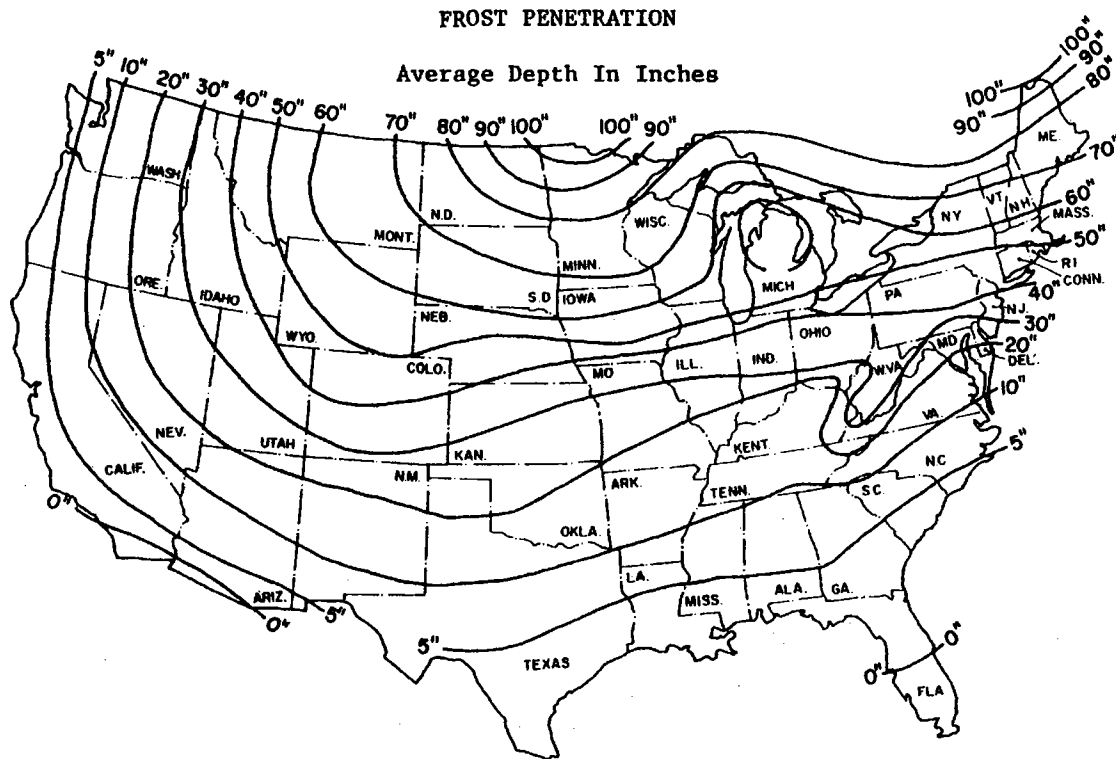 FROST PENETRATION
Average Depth In Inches
5"
10"
20"
30"
40"
50"
60"
70"
80"
90"
100"
100"
90"
100"
90"
80"
100"
90"
80"
70"
60"
50"
40"
30"
20"
10"
5"
WASH
MONT.
N.D.
MINN.
WISC.
MICH
NY
VT.
N.H.
ME.
MASS.
RI
CONN.
ORE.
IDAHO
WYO.
S.D
IOWA
NEB.
PA
N.J.
OHIO
IND.
ILL.
MO
COLO.
W.VA
MD
DEL.
VA
NEV.
UTAH
CALIF.
KAN.
KENT.
N.M.
ARK.
TENN.
N.C
S.C.
OKLA.
ARIZ.
LA.
MISS.
ALA.
GA.
TEXAS
FLA
0"
0"
5"
5"
0"
0"